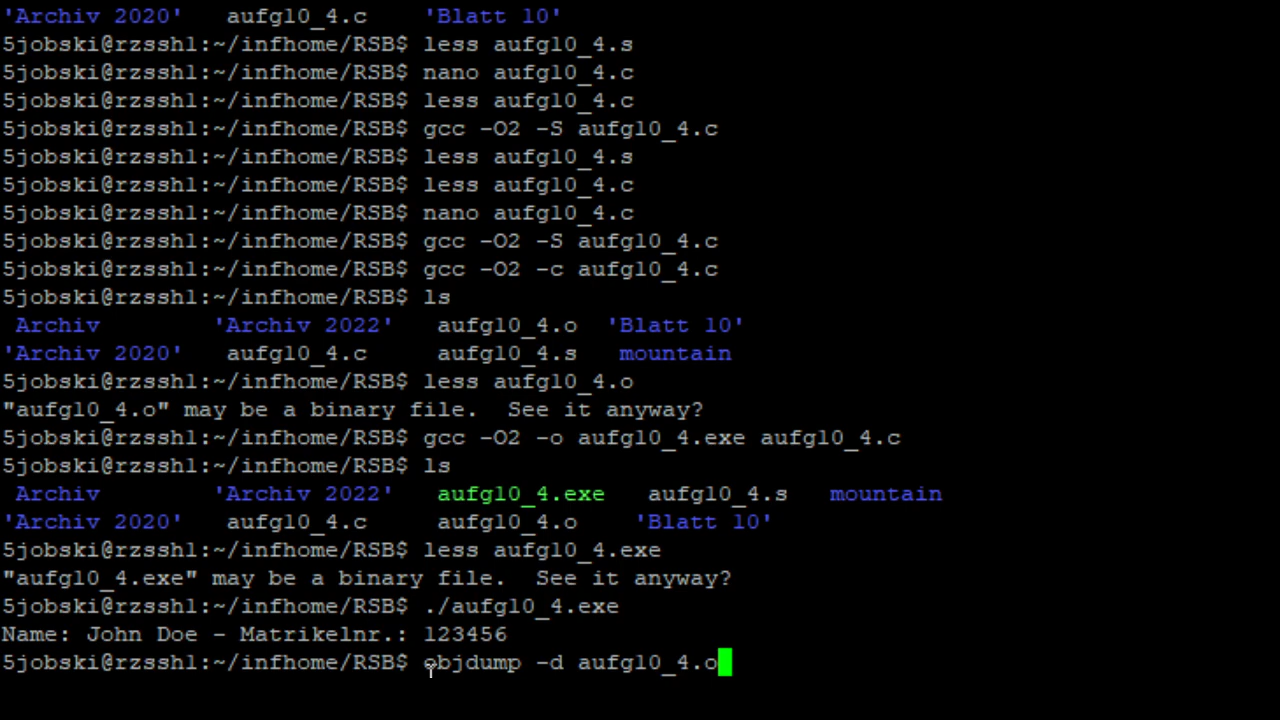 'Archiv 2020'   aufg10_4.c    'Blatt 10'
5jobski@rzssh1:~/infhome/RSB$ less aufg10_4.s
5jobski@rzssh1:~/infhome/RSB$ nano aufg10_4.c
5jobski@rzssh1:~/infhome/RSB$ less aufg10_4.c
5jobski@rzssh1:~/infhome/RSB$ gcc -O2 -S aufg10_4.c
5jobski@rzssh1:~/infhome/RSB$ less aufg10_4.s
5jobski@rzssh1:~/infhome/RSB$ less aufg10_4.c
5jobski@rzssh1:~/infhome/RSB$ nano aufg10_4.c
5jobski@rzssh1:~/infhome/RSB$ gcc -O2 -S aufg10_4.c
5jobski@rzssh1:~/infhome/RSB$ gcc -O2 -c aufg10_4.c
5jobski@rzssh1:~/infhome/RSB$ ls
 Archiv        'Archiv 2022'   aufg10_4.o  'Blatt 10'
'Archiv 2020'   aufg10_4.c     aufg10_4.s   mountain
5jobski@rzssh1:~/infhome/RSB$ less aufg10_4.o
"aufg10_4.o" may be a binary file.  See it anyway?
5jobski@rzssh1:~/infhome/RSB$ gcc -O2 -o aufg10_4.exe aufg10_4.c
5jobski@rzssh1:~/infhome/RSB$ ls
 Archiv        'Archiv 2022'   aufg10_4.exe   aufg10_4.s   mountain
'Archiv 2020'   aufg10_4.c     aufg10_4.o    'Blatt 10'
5jobski@rzssh1:~/infhome/RSB$ less aufg10_4.exe
"aufg10_4.exe" may be a binary file.  See it anyway?
5jobski@rzssh1:~/infhome/RSB$ ./aufg10_4.exe
Name: John Doe - Matrikelnr.: 123456
5jobski@rzssh1:~/infhome/RSB$ objdump -d aufg10_4.o